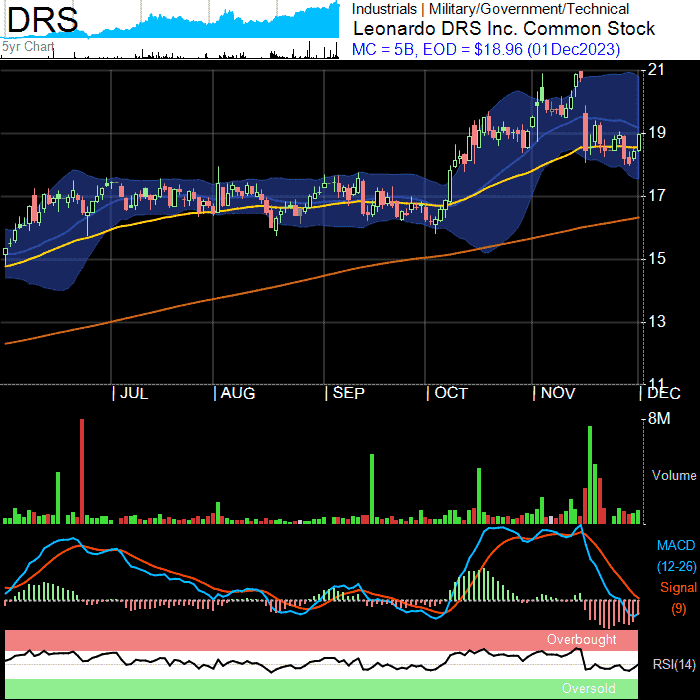 DRS
5yr Chart
Industrials | Military/Government/Technical
Leonardo DRS Inc. Common Stock
MC = 5B, EOD = $18.96 (01Dec2023)
21
19
17
15
13
11
JUL AUG SEP OCT NOV DEC
8M
Volume
MACD
(12-26)
Signal
(9)
Overbought
RSI(14)
Oversold